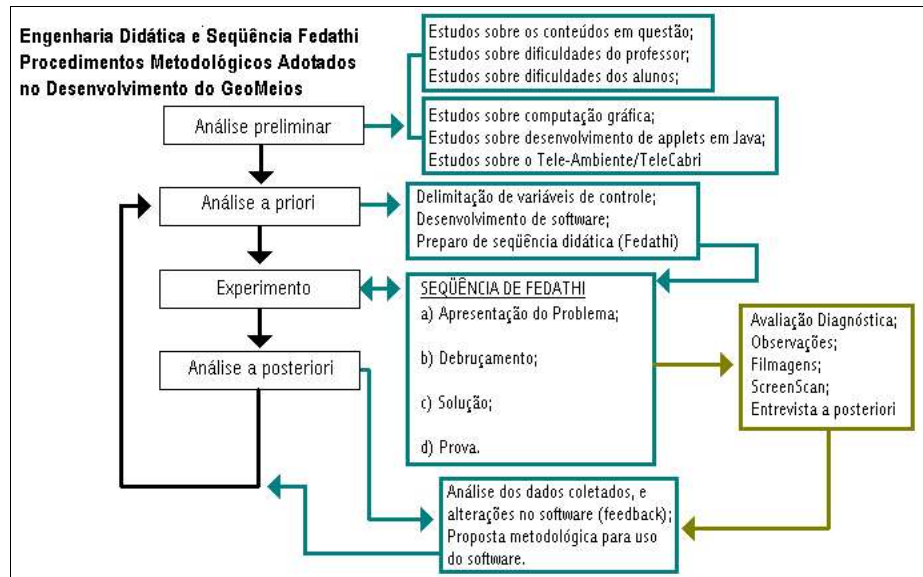 Engenharia Didática e Seqüência Fedathi
Procedimentos Metodológicos Adotados
no Desenvolvimento do GeoMeios
Estudos sobre os conteúdos em questão;
Estudos sobre dificuldades do professor;
Estudos sobre dificuldades dos alunos;
Análise preliminar
Estudos sobre computação gráfica;
Estudos sobre desenvolvimento de applets em Java;
Estudos sobre o Tele-Ambiente/TeleCabri
Análise a priori
Delimitação de variáveis de controle;
Desenvolvimento de software;
Preparo de seqüência didática (Fedathi)
Experimento
SEQÜÊNCIA DE FEDATHI
a) Apresentação do Problema;
b) Debruçamento;
c) Solução;
d) Prova.
Avaliação Diagnóstica;
Observações;
Filmagens;
ScreenScan;
Entrevista a posteriori
Análise a posteriori
Análise dos dados coletados, e
alterações no software (feedback);
Proposta metodológica para uso
do software.